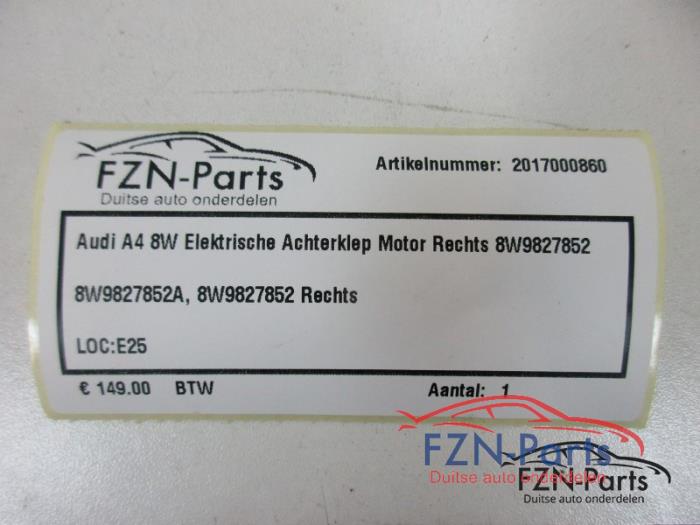 FZN-Parts
Duitse auto onderdelen
Artikelnummer: 2017000860
Audi A4 8W Elektrische Achterklep Motor Rechts 8W9827852
8W9827852A, 8W9827852 Rechts
LOC:E25
€ 149.00 BTW
Aantal: 1
FZN-Parts
Duitse auto onderdelen
FZN-Parts
Duitse auto onderdelen